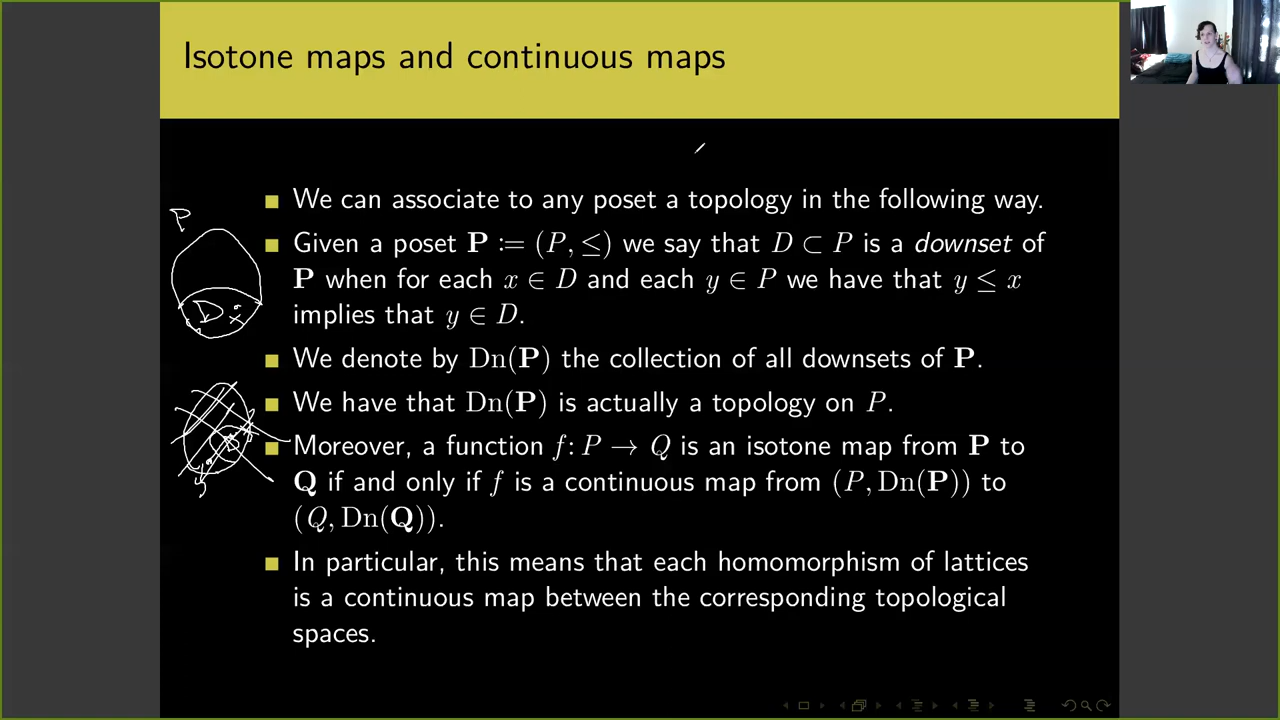 Isotone maps and continuous maps
We can associate to any poset a topology in the following way.
P
Given a poset P ≔ (P, ≤) we say that D ⊂ P is a downset of
P when for each x ∈ D and each y ∈ P we have that y ≤ x
D x
implies that y ∈ D.
We denote by Dn(P) the collection of all downsets of P.
We have that Dn(P) is actually a topology on P.
Moreover, a function f: P → Q is an isotone map from P to
Q if and only if f is a continuous map from (P, Dn(P)) to
(Q, Dn(Q)).
In particular, this means that each homomorphism of lattices
is a continuous map between the corresponding topological
spaces.